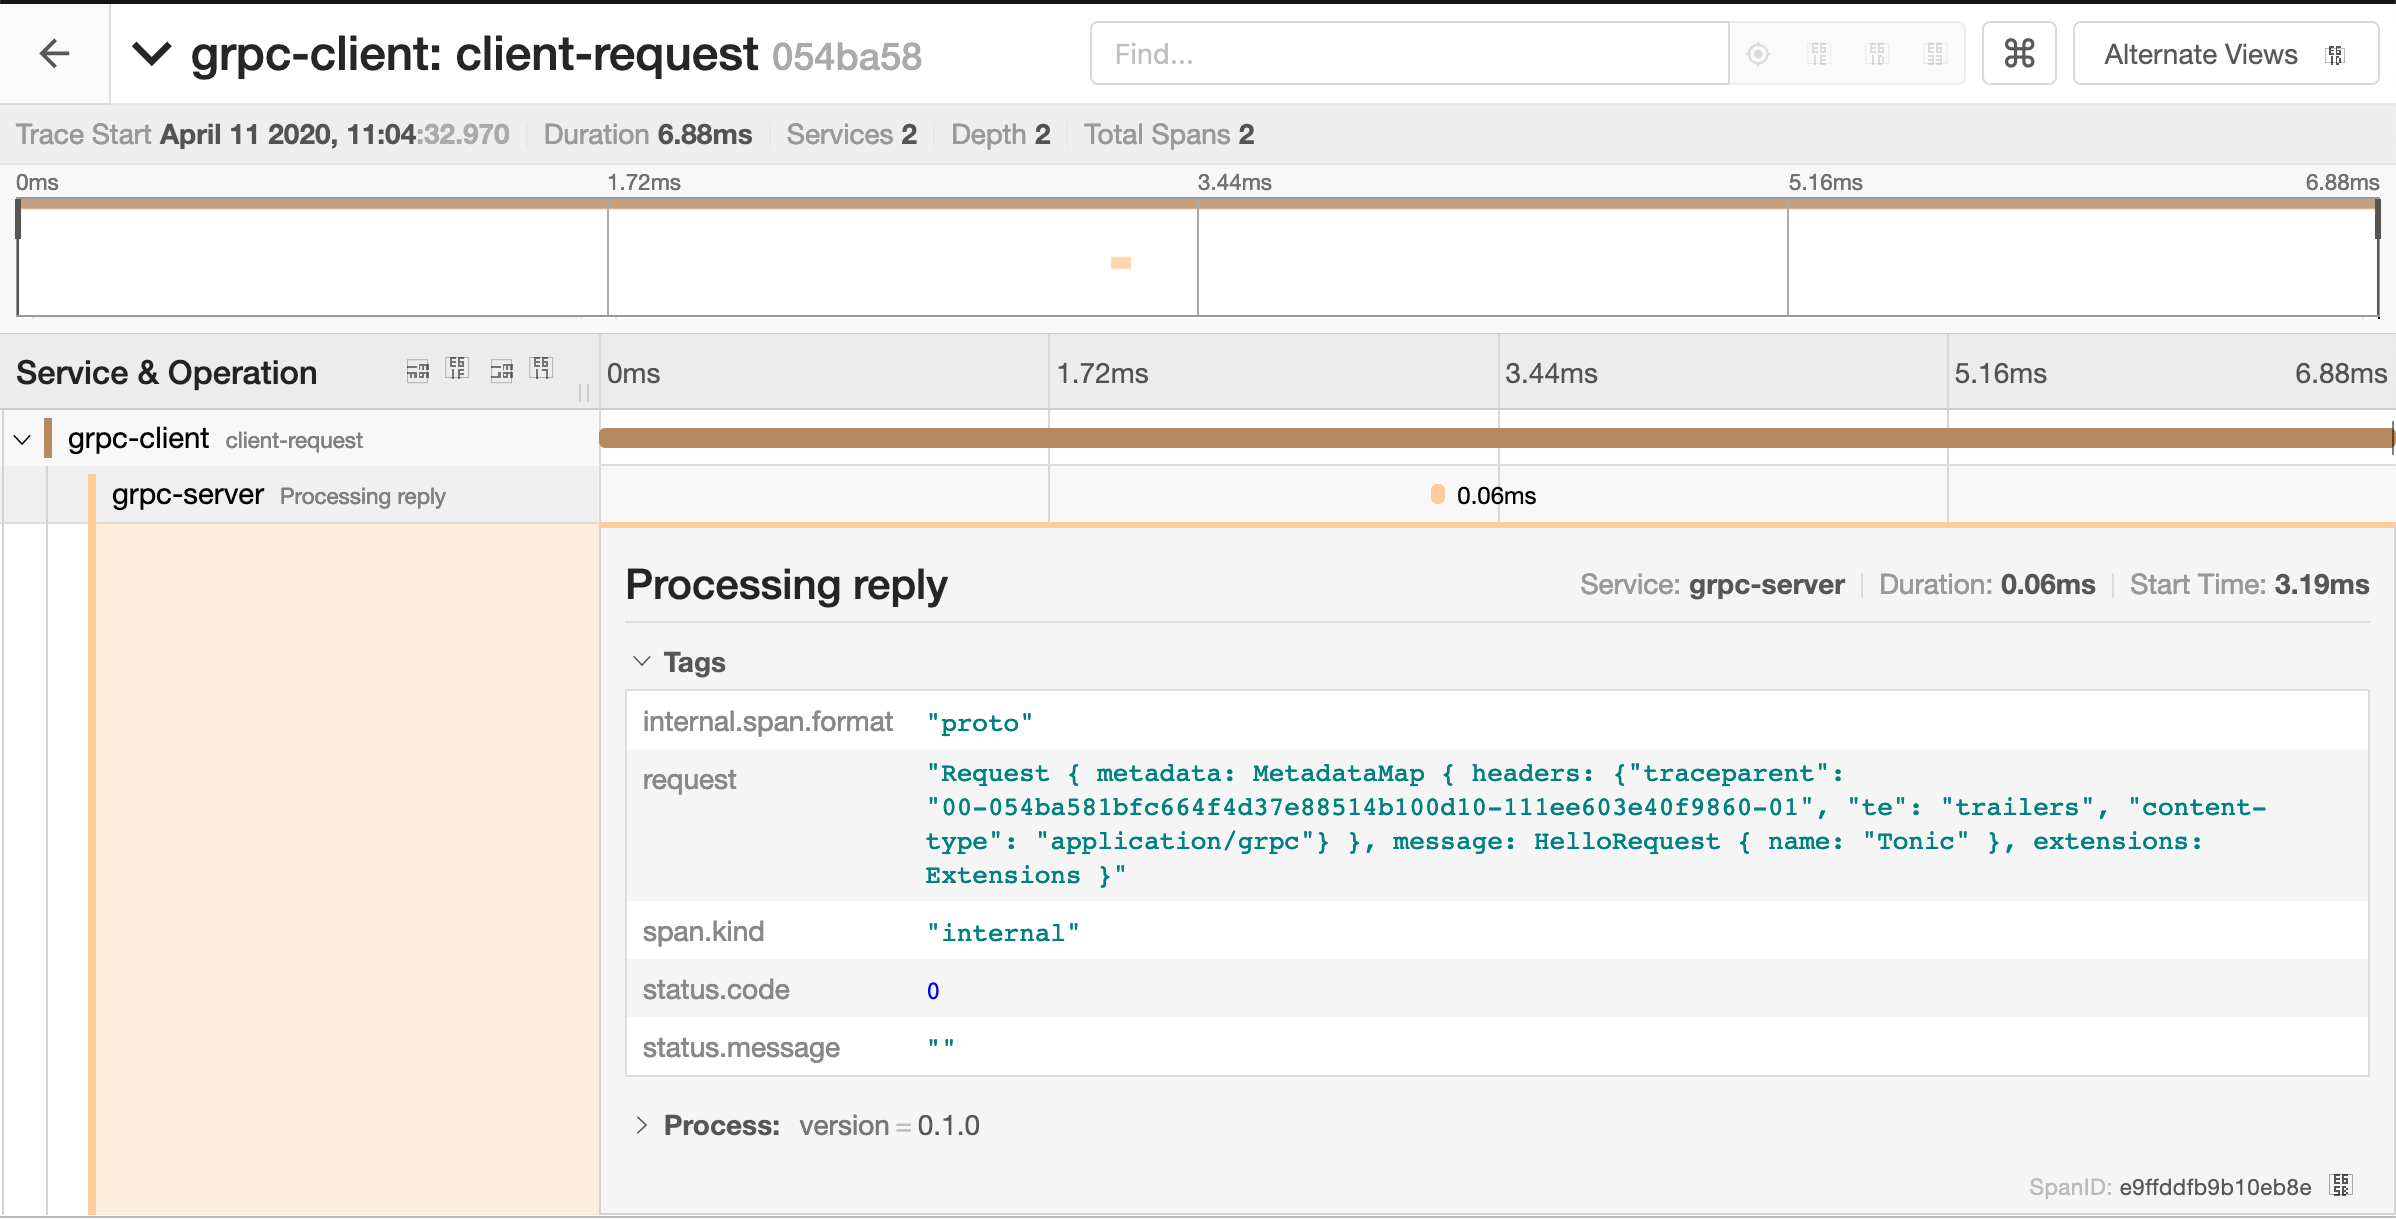 grpc-client: client-request 054ba58
Find...
⌘
Alternate Views
Trace Start April 11 2020, 11:04:32.970 Duration 6.88ms Services 2 Depth 2 Total Spans 2
0ms 1.72ms 3.44ms 5.16ms 6.88ms
Service & Operation 0ms 1.72ms 3.44ms 5.16ms 6.88ms
grpc-client client-request
grpc-server Processing reply 0.06ms
Processing reply Service: grpc-server Duration: 0.06ms Start Time: 3.19ms
Tags
internal.span.format "proto"
request "Request { metadata: MetadataMap { headers: {"traceparent":
"00-054ba581bfc664f4d37e88514b100d10-111ee603e40f9860-01", "te": "trailers", "content-
type": "application/grpc"} }, message: HelloRequest { name: "Tonic" }, extensions:
Extensions }"
span.kind "internal"
status.code 0
status.message ""
Process: version = 0.1.0
SpanID: e9ffddfb9b10eb8e